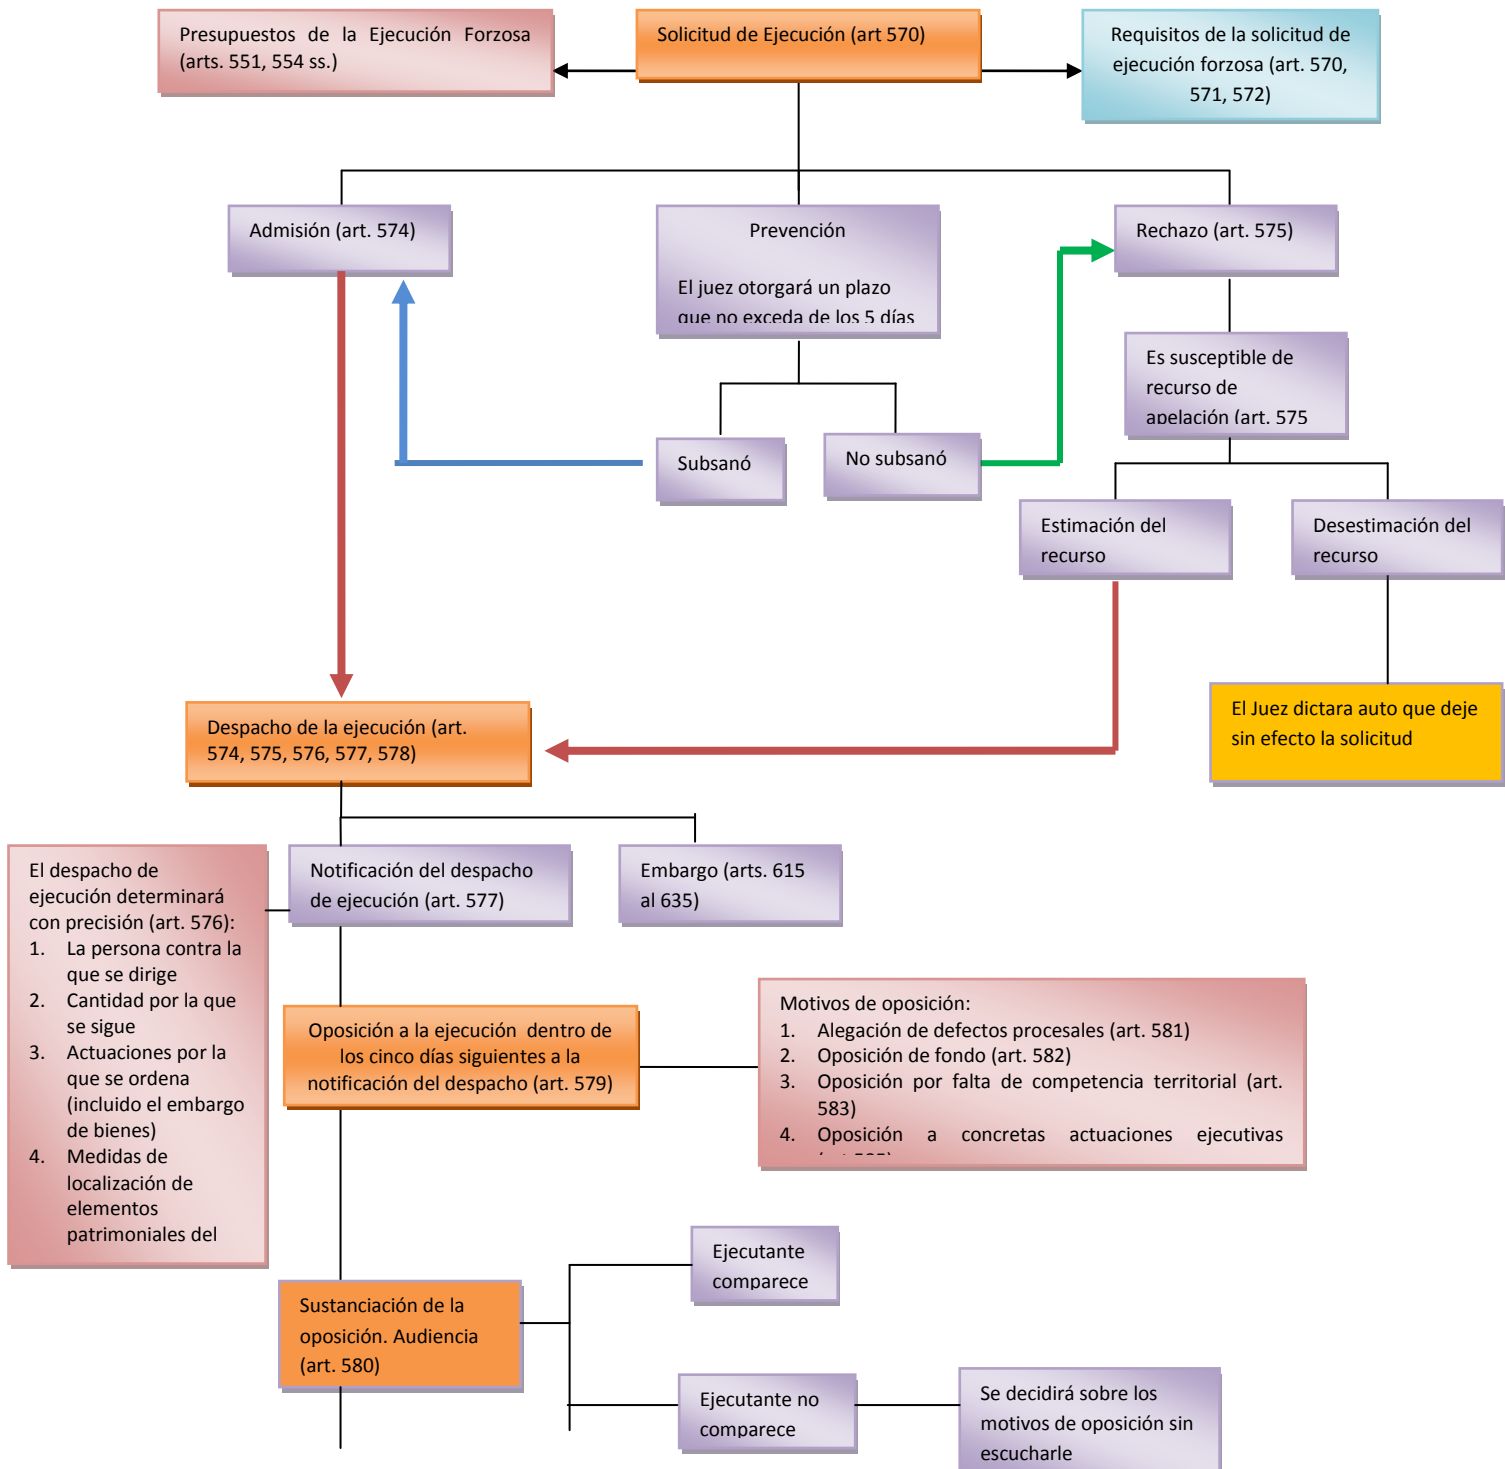 Presupuestos de la Ejecución Forzosa
(arts. 551, 554 ss.)
Solicitud de Ejecución (art 570)
Requisitos de la solicitud de
ejecución forzosa (art. 570,
571, 572)
Admisión (art. 574)
Prevención
El juez otorgará un plazo
que no exceda de los 5 días
Rechazo (art. 575)
Es susceptible de
recurso de
apelación (art. 575
Subsanó
No subsanó
Estimación del
recurso
Desestimación del
recurso
Despacho de la ejecución (art.
574, 575, 576, 577, 578)
El Juez dictara auto que deje
sin efecto la solicitud
El despacho de
ejecución determinará
con precisión (art. 576):
1. La persona contra la
que se dirige
2. Cantidad por la que
se sigue
3. Actuaciones por la
que se ordena
(incluido el embargo
de bienes)
4. Medidas de
localización de
elementos
patrimoniales del
Notificación del despacho
de ejecución (art. 577)
Embargo (arts. 615
al 635)
Oposición a la ejecución dentro de
los cinco días siguientes a la
notificación del despacho (art. 579)
Motivos de oposición:
1. Alegación de defectos procesales (art. 581)
2. Oposición de fondo (art. 582)
3. Oposición por falta de competencia territorial (art.
583)
4. Oposición a concretas actuaciones ejecutivas
Sustanciación de la
oposición. Audiencia
(art. 580)
Ejecutante
comparece
Ejecutante no
comparece
Se decidirá sobre los
motivos de oposición sin
escucharle